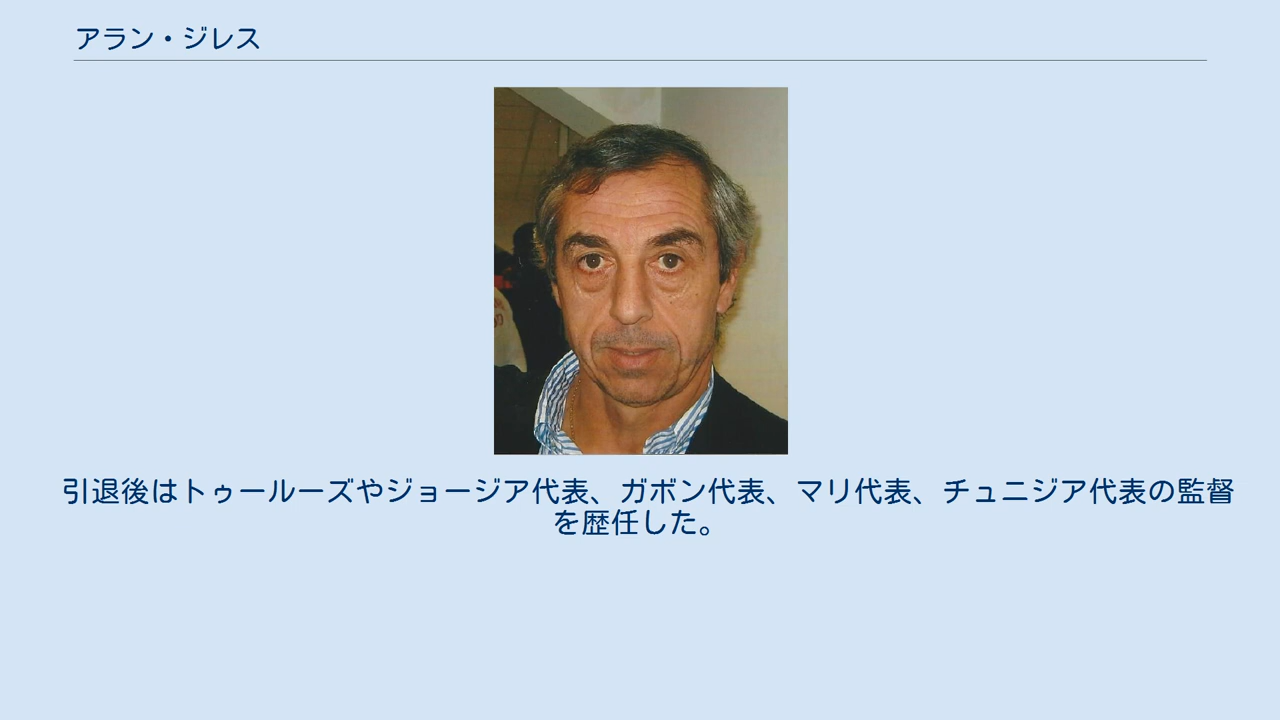 アラン・ジレス
引退後はトゥールーズやジョージア代表、ガボン代表、マリ代表、チュニジア代表の監督
を歴任した。